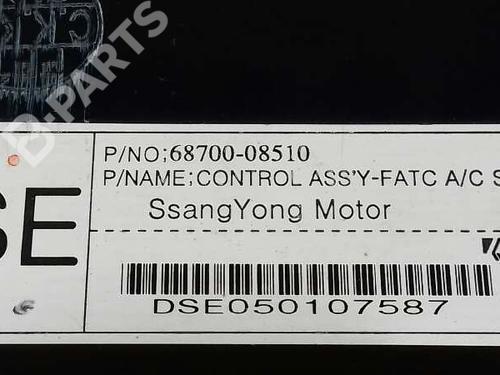 B-PARTS
P/NO;68700-08510
P/NAME;CONTROL ASS'Y-FATC A/C S
SE
SsangYong Motor
DSE050107587